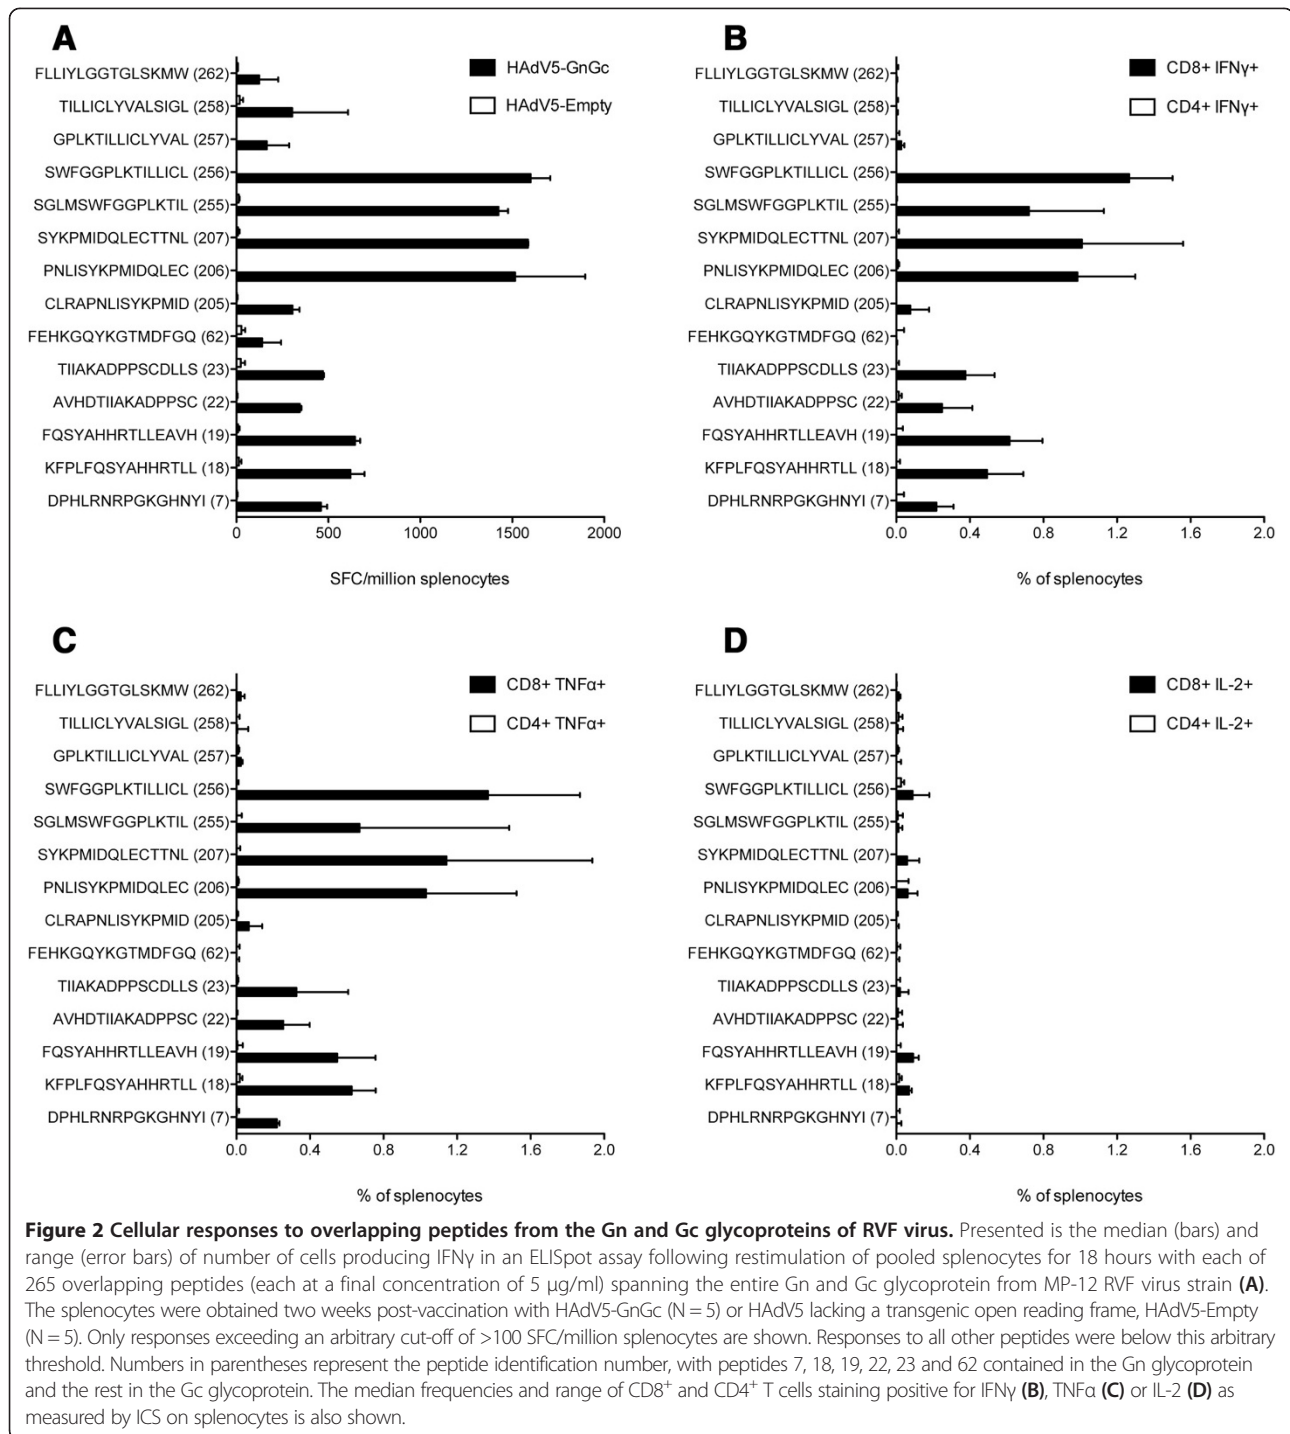 A
FLLIYLGGTGLSKMW (262)
TILLICLYVALSIGL (258)
GPLKTILLICLYVAL (257)
SWFGGPLKTILLICL (256)
SGLMSWFGGPLKTIL (255)
SYKPMIDQLECTTNL (207)
PNLISYKPMIDQLEC (206)
CLRAPNLISYKPMID (205)
FEHKGQYKGTMDFGQ (62)
TIIAKADPPSCDLLS (23)
AVHDTIIAKADPPSC (22)
FQSYAHHRTLLEAVH (19)
KFPLFQSYAHHRTLL (18)
DPHLRNRPGKGHNYI (7)
HAdV5-GnGc
HAdV5-Empty
0 500 1000 1500 2000
SFC/million splenocytes
B
FLLIYLGGTGLSKMW (262)
TILLICLYVALSIGL (258)
GPLKTILLICLYVAL (257)
SWFGGPLKTILLICL (256)
SGLMSWFGGPLKTIL (255)
SYKPMIDQLECTTNL (207)
PNLISYKPMIDQLEC (206)
CLRAPNLISYKPMID (205)
FEHKGQYKGTMDFGQ (62)
TIIAKADPPSCDLLS (23)
AVHDTIIAKADPPSC (22)
FQSYAHHRTLLEAVH (19)
KFPLFQSYAHHRTLL (18)
DPHLRNRPGKGHNYI (7)
CD8+ IFNγ+
CD4+ IFNγ+
0.0 0.4 0.8 1.2 1.6 2.0
% of splenocytes
C
FLLIYLGGTGLSKMW (262)
TILLICLYVALSIGL (258)
GPLKTILLICLYVAL (257)
SWFGGPLKTILLICL (256)
SGLMSWFGGPLKTIL (255)
SYKPMIDQLECTTNL (207)
PNLISYKPMIDQLEC (206)
CLRAPNLISYKPMID (205)
FEHKGQYKGTMDFGQ (62)
TIIAKADPPSCDLLS (23)
AVHDTIIAKADPPSC (22)
FQSYAHHRTLLEAVH (19)
KFPLFQSYAHHRTLL (18)
DPHLRNRPGKGHNYI (7)
CD8+ TNFα+
CD4+ TNFα+
0.0 0.4 0.8 1.2 1.6 2.0
% of splenocytes
D
FLLIYLGGTGLSKMW (262)
TILLICLYVALSIGL (258)
GPLKTILLICLYVAL (257)
SWFGGPLKTILLICL (256)
SGLMSWFGGPLKTIL (255)
SYKPMIDQLECTTNL (207)
PNLISYKPMIDQLEC (206)
CLRAPNLISYKPMID (205)
FEHKGQYKGTMDFGQ (62)
TIIAKADPPSCDLLS (23)
AVHDTIIAKADPPSC (22)
FQSYAHHRTLLEAVH (19)
KFPLFQSYAHHRTLL (18)
DPHLRNRPGKGHNYI (7)
CD8+ IL-2+
CD4+ IL-2+
0.0 0.4 0.8 1.2 1.6 2.0
% of splenocytes
Figure 2 Cellular responses to overlapping peptides from the Gn and Gc glycoproteins of RVF virus. Presented is the median (bars) and
range (error bars) of number of cells producing IFNγ in an ELISpot assay following restimulation of pooled splenocytes for 18 hours with each of
265 overlapping peptides (each at a final concentration of 5 μg/ml) spanning the entire Gn and Gc glycoprotein from MP-12 RVF virus strain (A).
The splenocytes were obtained two weeks post-vaccination with HAdV5-GnGc (N = 5) or HAdV5 lacking a transgenic open reading frame, HAdV5-Empty
(N = 5). Only responses exceeding an arbitrary cut-off of >100 SFC/million splenocytes are shown. Responses to all other peptides were below this arbitrary
threshold. Numbers in parentheses represent the peptide identification number, with peptides 7, 18, 19, 22, 23 and 62 contained in the Gn glycoprotein
and the rest in the Gc glycoprotein. The median frequencies and range of CD8⁺ and CD4⁺ T cells staining positive for IFNγ (B), TNFα (C) or IL-2 (D) as
measured by ICS on splenocytes is also shown.